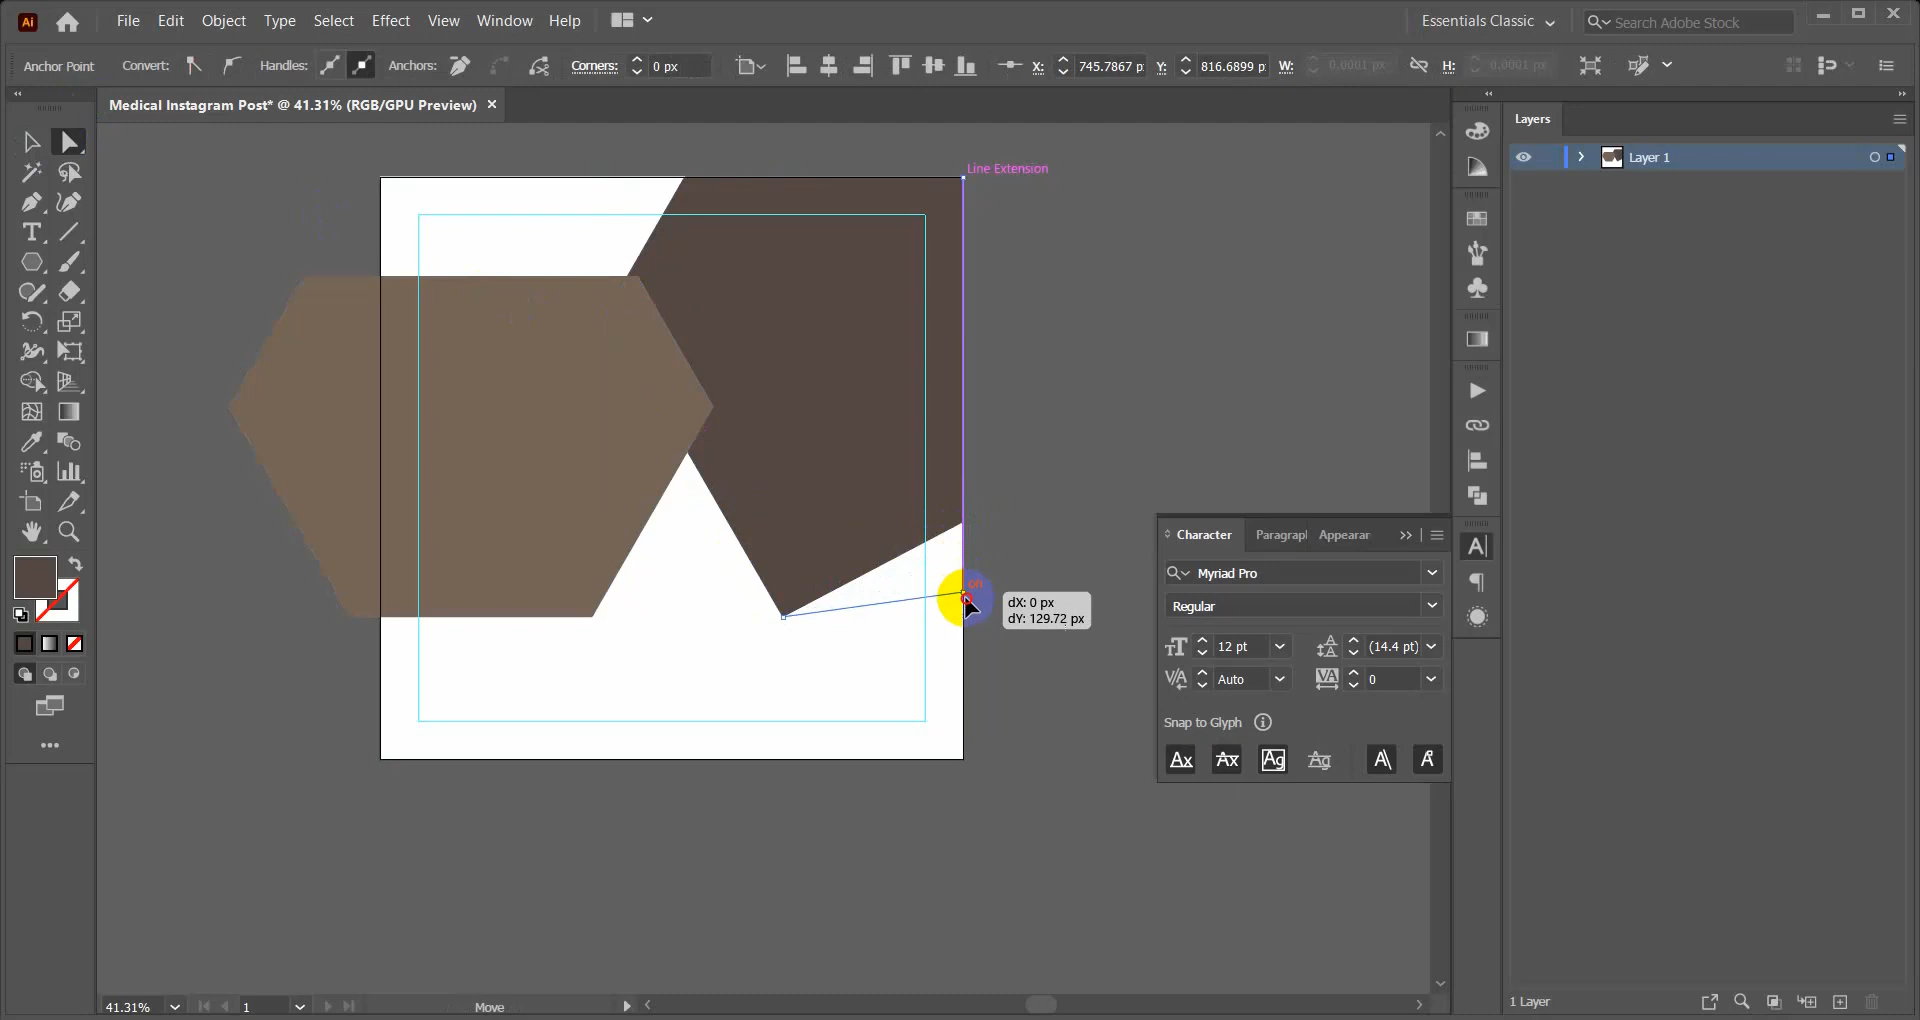 Ai File Edit Object Type Select Effect View Window Help Essentials Classic Search Adobe Stock
Anchor Point Convert: Handles: Anchors: Corners: 0 px X: 745.7867 p Y: 816.6899 p W: 0.0001 px H: 0.0001 px
Medical Instagram Post* @ 41.31% (RGB/GPU Preview)
Layers
Layer 1
Line Extension
on
dX: 0 px
dY: 129.72 px
Character Paragrap Appearar
Myriad Pro
Regular
12 pt (14.4 pt)
Auto 0
Snap to Glyph
41.31% 1 Move
1 Layer